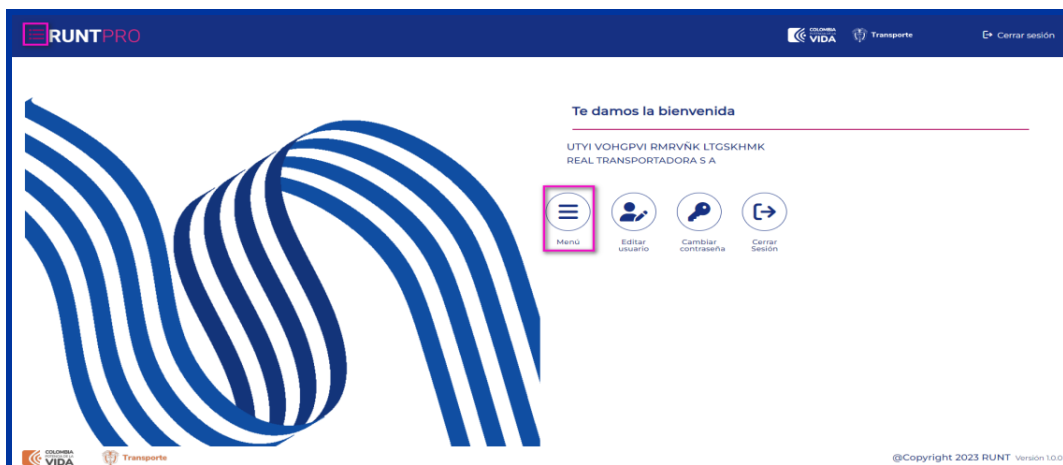 RUNTPRO
COLOMBIA
VIDA
Transporte
Cerrar sesión
Te damos la bienvenida
UTYI VOHGPVI RMRVÑK LTGSKHMK
REAL TRANSPORTADORA S A
Menú
Editar
usuario
Cambiar
contraseña
Cerrar
Sesión
COLOMBIA
VIDA
Transporte
@Copyright 2023 RUNT Versión 1.0.0